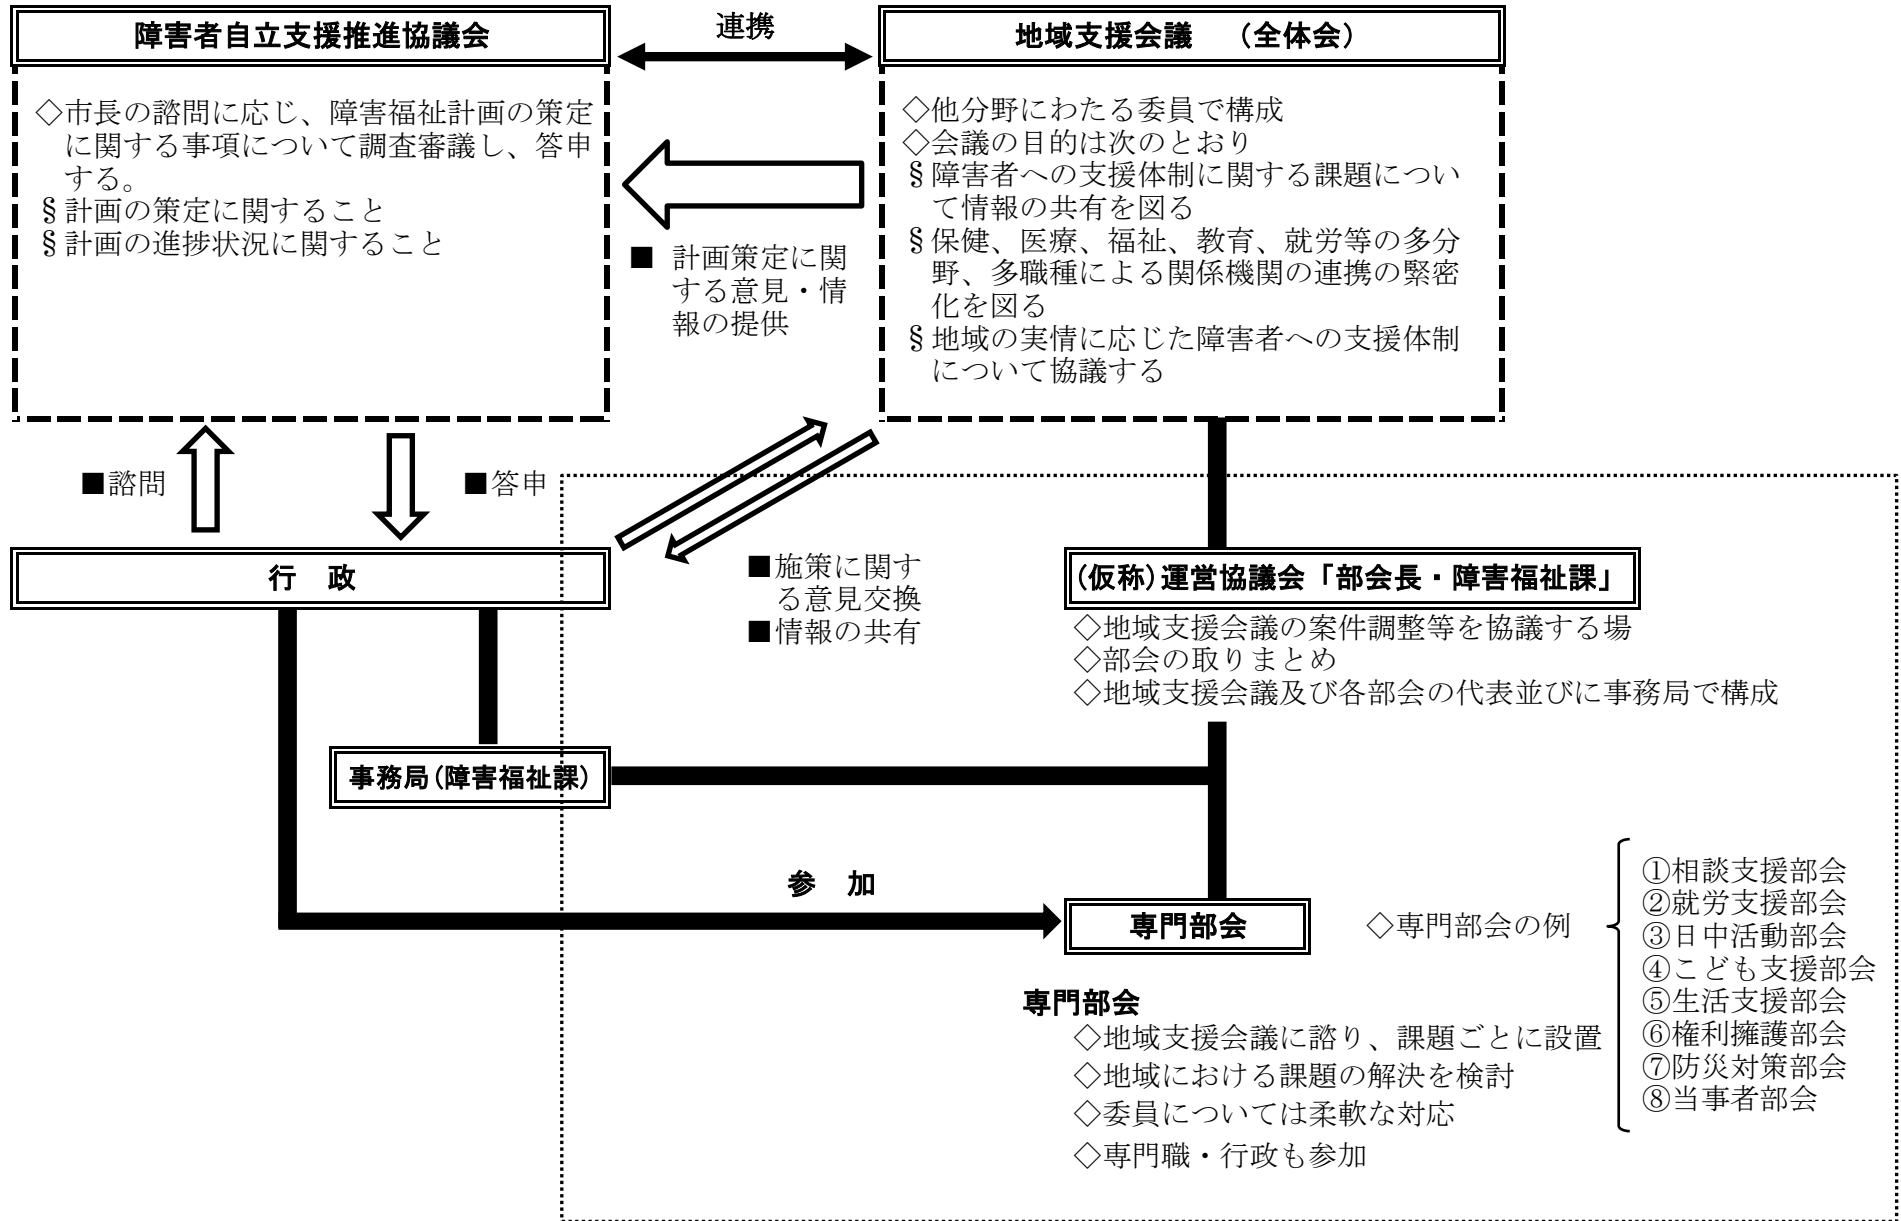 障害者自立支援推進協議会
連携
地域支援会議 （全体会）
◇市長の諮問に応じ、障害福祉計画の策定
に関する事項について調査審議し、答申
する。
§計画の策定に関すること
§計画の進捗状況に関すること
■ 計画策定に関
する意見・情
報の提供
◇他分野にわたる委員で構成
◇会議の目的は次のとおり
§障害者への支援体制に関する課題につい
て情報の共有を図る
§保健、医療、福祉、教育、就労等の多分
野、多職種による関係機関の連携の緊密
化を図る
§地域の実情に応じた障害者への支援体制
について協議する
■諮問
■答申
行 政
■施策に関す
る意見交換
■情報の共有
(仮称)運営協議会「部会長・障害福祉課」
◇地域支援会議の案件調整等を協議する場
◇部会の取りまとめ
◇地域支援会議及び各部会の代表並びに事務局で構成
事務局(障害福祉課)
参 加
専門部会
◇専門部会の例
①相談支援部会
②就労支援部会
③日中活動部会
④こども支援部会
⑤生活支援部会
⑥権利擁護部会
⑦防災対策部会
⑧当事者部会
専門部会
◇地域支援会議に諮り、課題ごとに設置
◇地域における課題の解決を検討
◇委員については柔軟な対応
◇専門職・行政も参加